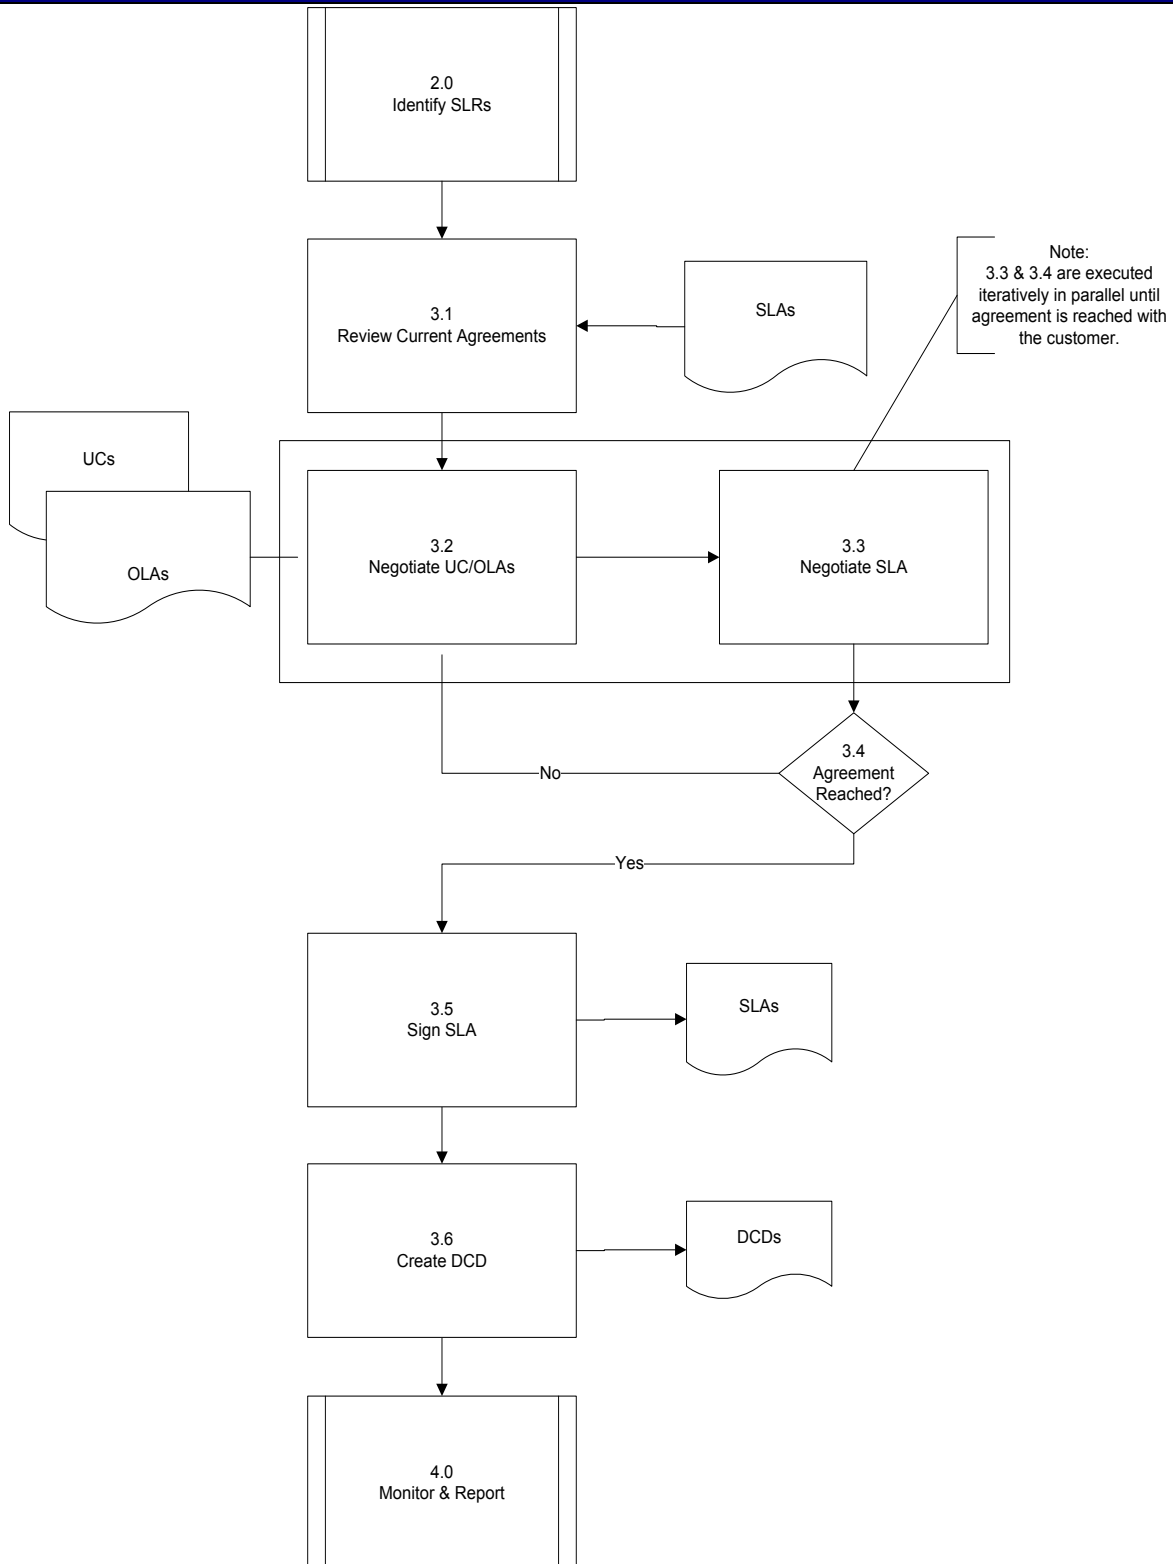 2.0
Identify SLRs
3.1
Review Current Agreements
SLAs
Note:
3.3 & 3.4 are executed
iteratively in parallel until
agreement is reached with
the customer.
UCs
OLAs
3.2
Negotiate UC/OLAs
3.3
Negotiate SLA
3.4
Agreement
Reached?
No
Yes
3.5
Sign SLA
SLAs
3.6
Create DCD
DCDs
4.0
Monitor & Report